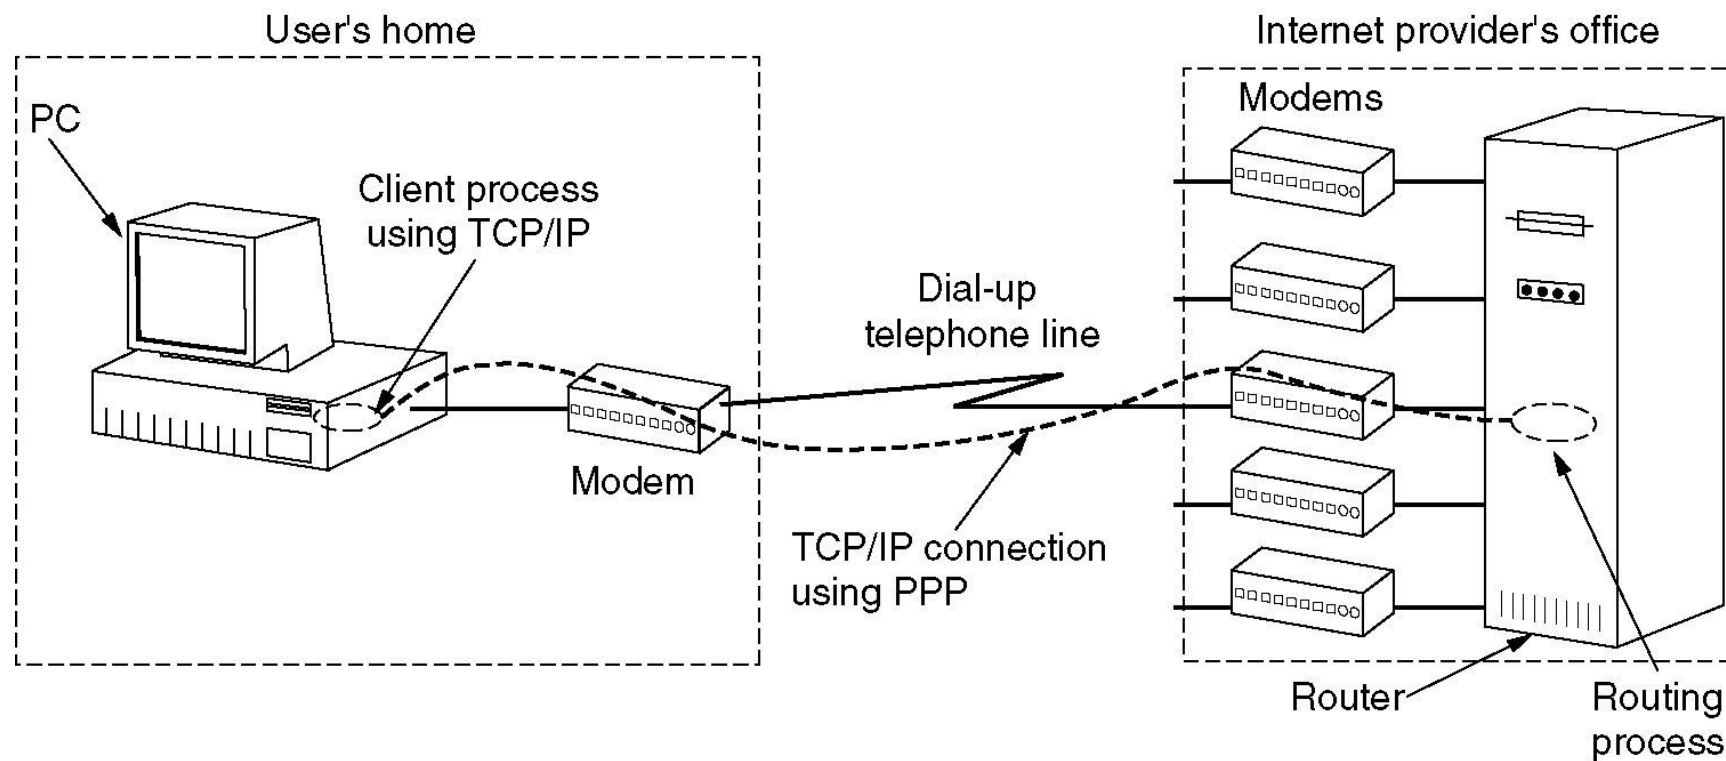 User's home
Internet provider's office
PC
Modems
Client process
using TCP/IP
Dial-up
telephone line
Modem
TCP/IP connection
using PPP
Router
Routing
process